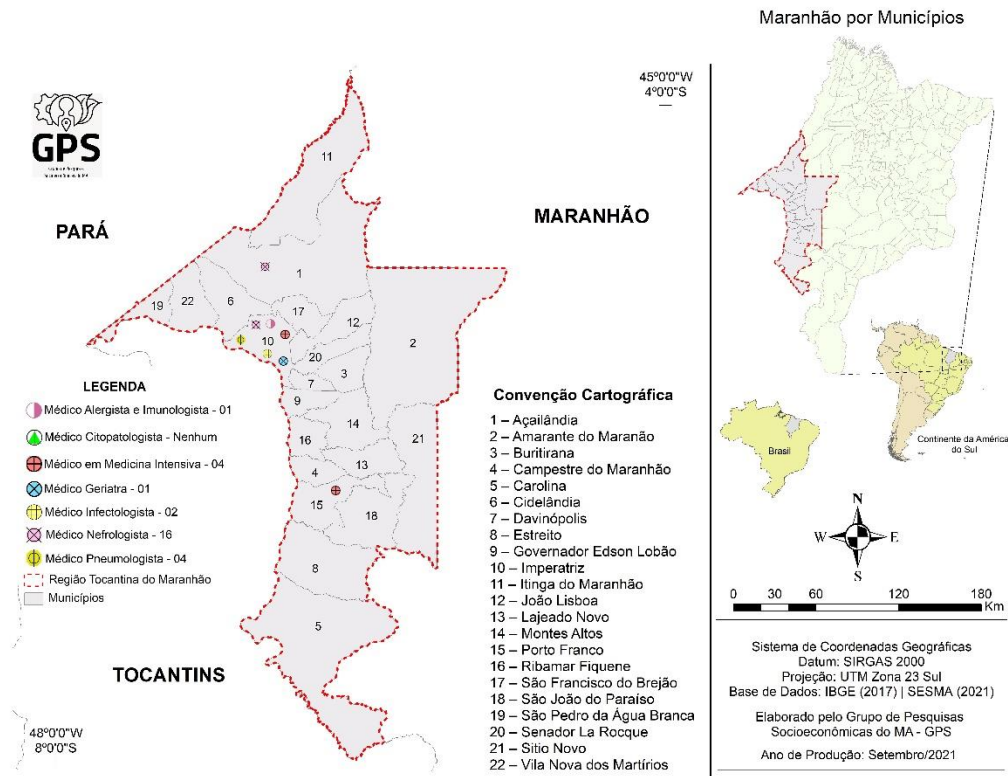 Maranhão por Municípios
45º0'0"W
4º0'0"S
GPS
PARÁ
MARANHÃO
TOCANTINS
11
1
19
22
6
17
12
2
10
20
7
3
9
14
16
21
4
13
15
18
8
5
LEGENDA
Médico Alergista e Imunologista - 01
Médico Citopatologista - Nenhum
Médico em Medicina Intensiva - 04
Médico Geriatra - 01
Médico Infectologista - 02
Médico Nefrologista - 16
Médico Pneumologista - 04
Região Tocantina do Maranhão
Municípios
48º0'0"W
8º0'0"S
Convenção Cartográfica
1 – Açailândia
2 – Amarante do Maranão
3 – Buritirana
4 – Campestre do Maranhão
5 – Carolina
6 – Cidelândia
7 – Davinópolis
8 – Estreito
9 – Governador Edson Lobão
10 – Imperatriz
11 – Itinga do Maranhão
12 – João Lisboa
13 – Lajeado Novo
14 – Montes Altos
15 – Porto Franco
16 – Ribamar Fiquene
17 – São Francisco do Brejão
18 – São João do Paraíso
19 – São Pedro da Água Branca
20 – Senador La Rocque
21 – Sitio Novo
22 – Vila Nova dos Martírios
Brasil
Continente da América
do Sul
N
W
E
S
0 30 60 120 180
Km
Sistema de Coordenadas Geográficas
Datum: SIRGAS 2000
Projeção: UTM Zona 23 Sul
Base de Dados: IBGE (2017) | SESMA (2021)
Elaborado pelo Grupo de Pesquisas
Socioeconômicas do MA - GPS
Ano de Produção: Setembro/2021